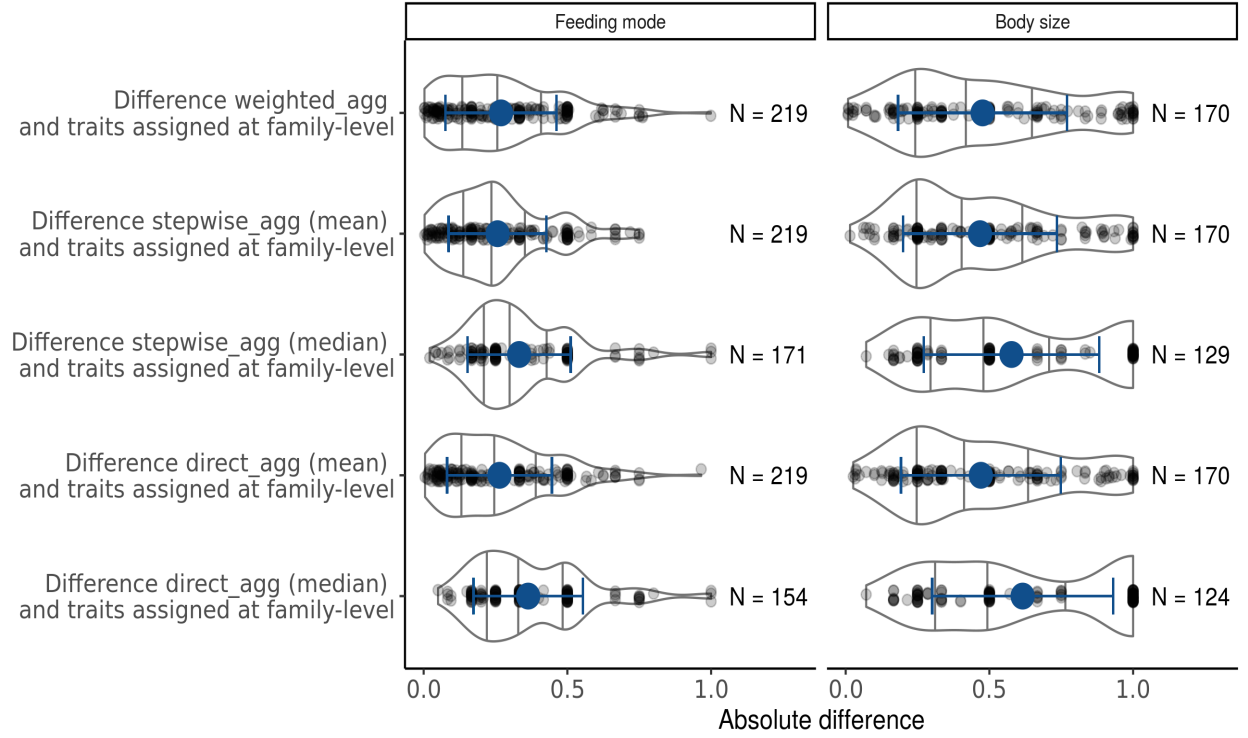 Feeding mode
Body size
Difference weighted_agg
and traits assigned at family-level
N = 219
N = 170
Difference stepwise_agg (mean)
and traits assigned at family-level
N = 219
N = 170
Difference stepwise_agg (median)
and traits assigned at family-level
N = 171
N = 129
Difference direct_agg (mean)
and traits assigned at family-level
N = 219
N = 170
Difference direct_agg (median)
and traits assigned at family-level
N = 154
N = 124
0.0 0.5 1.0
0.0 0.5 1.0
Absolute difference